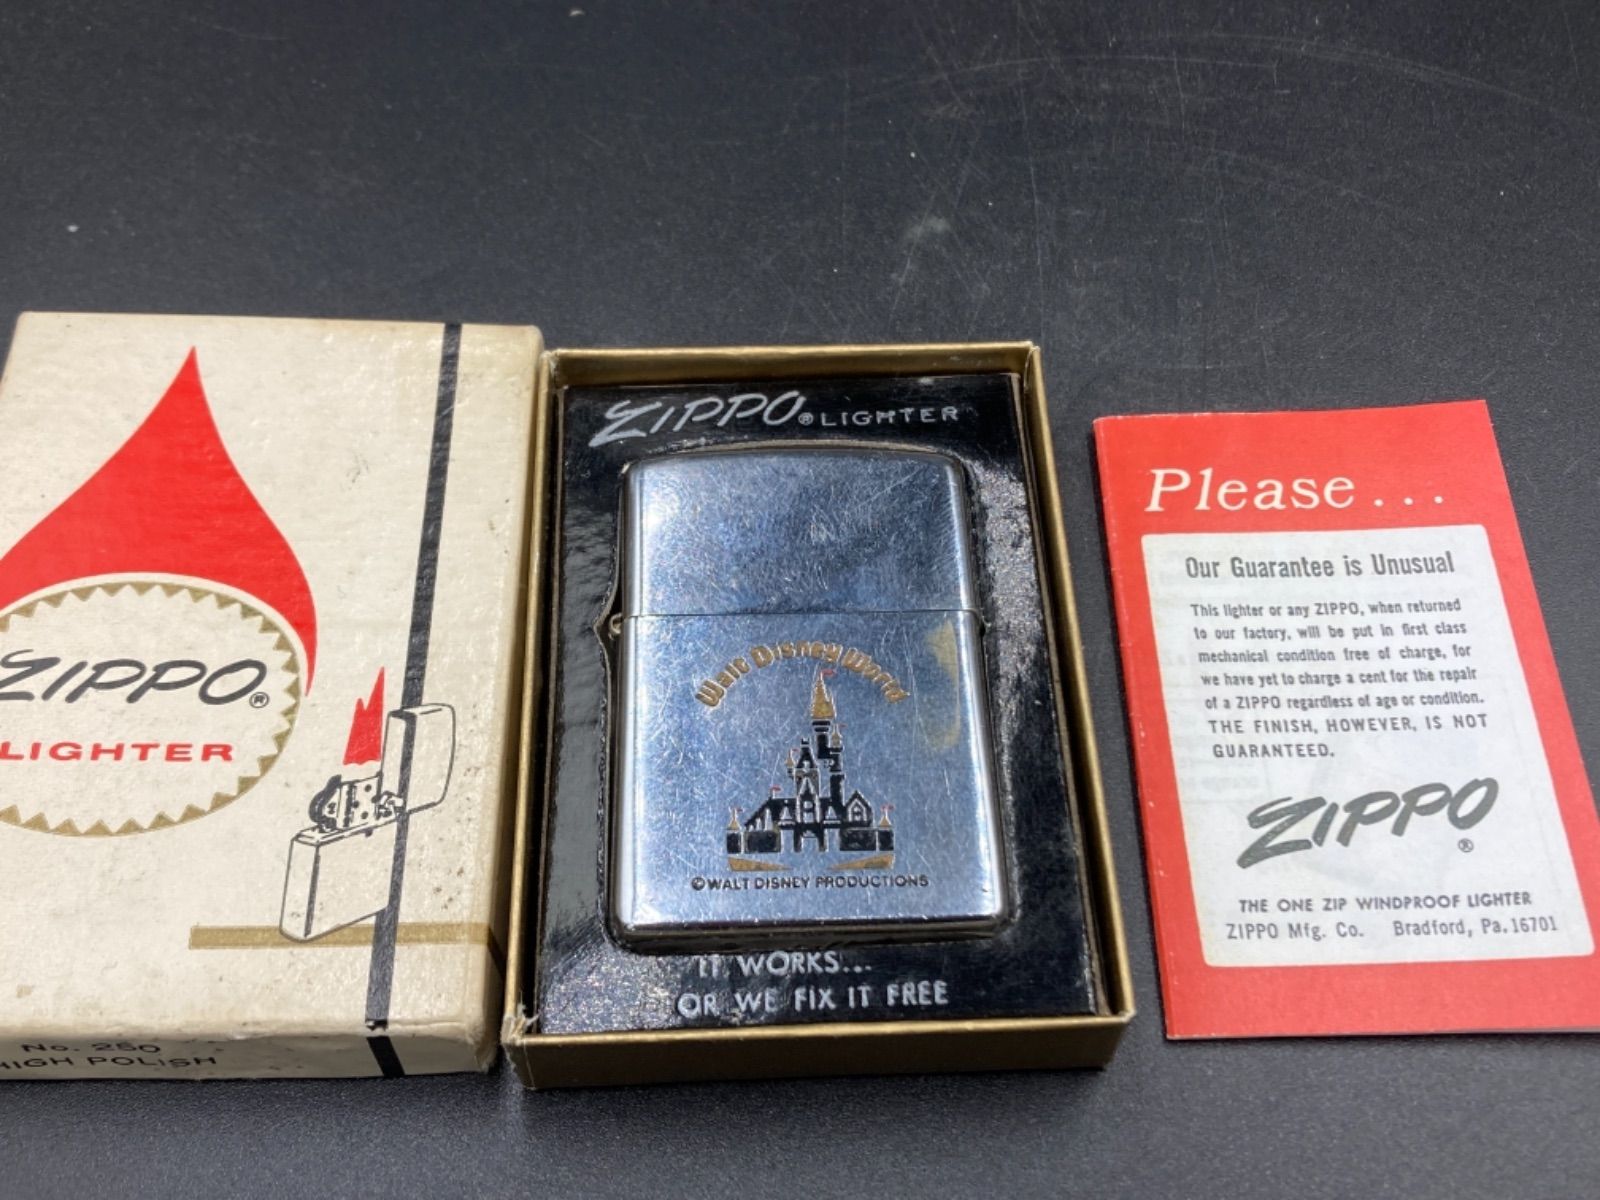 ZIPPO®
LIGHTER
No. 250
HIGH POLISH
ZIPPO® LIGHTER
Walt Disney World
©WALT DISNEY PRODUCTIONS
IT WORKS...
OR WE FIX IT FREE
Please...
Our Guarantee is Unusual
This lighter or any ZIPPO, when returned
to our factory, will be put in first class
mechanical condition free of charge, for
we have yet to charge a cent for the repair
of a ZIPPO regardless of age or condition.
THE FINISH, HOWEVER, IS NOT
GUARANTEED.
ZIPPO®
THE ONE ZIP WINDPROOF LIGHTER
ZIPPO Mfg. Co. Bradford, Pa. 16701